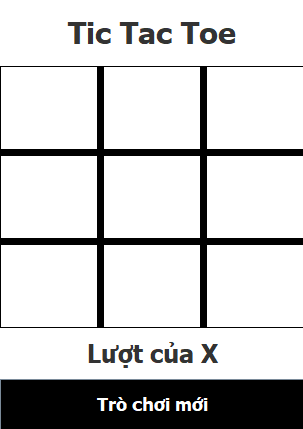 Tic Tac Toe
Lượt của X
Trò chơi mới